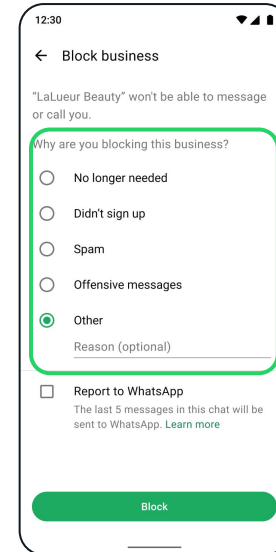 12:30
Block business
"LaLueur Beauty" won't be able to message
or call you.
Why are you blocking this business?
No longer needed
Didn't sign up
Spam
Offensive messages
Other
Reason (optional)
Report to WhatsApp
The last 5 messages in this chat will be
sent to WhatsApp. Learn more
Block